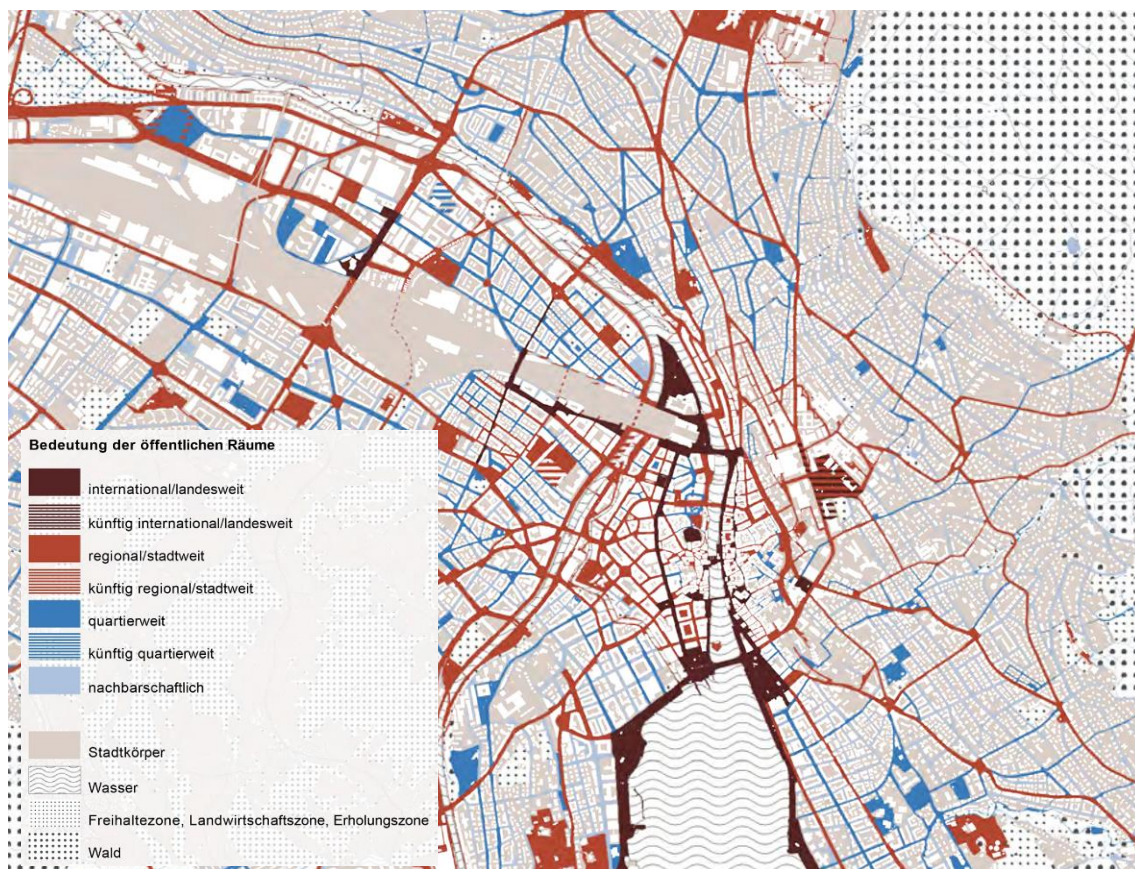 Bedeutung der öffentlichen Räume
international/landesweit
künftig international/landesweit
regional/stadtweit
künftig regional/stadtweit
quartierweit
künftig quartierweit
nachbarschaftlich
Stadtkörper
Wasser
Freihaltezone, Landwirtschaftszone, Erholungszone
Wald